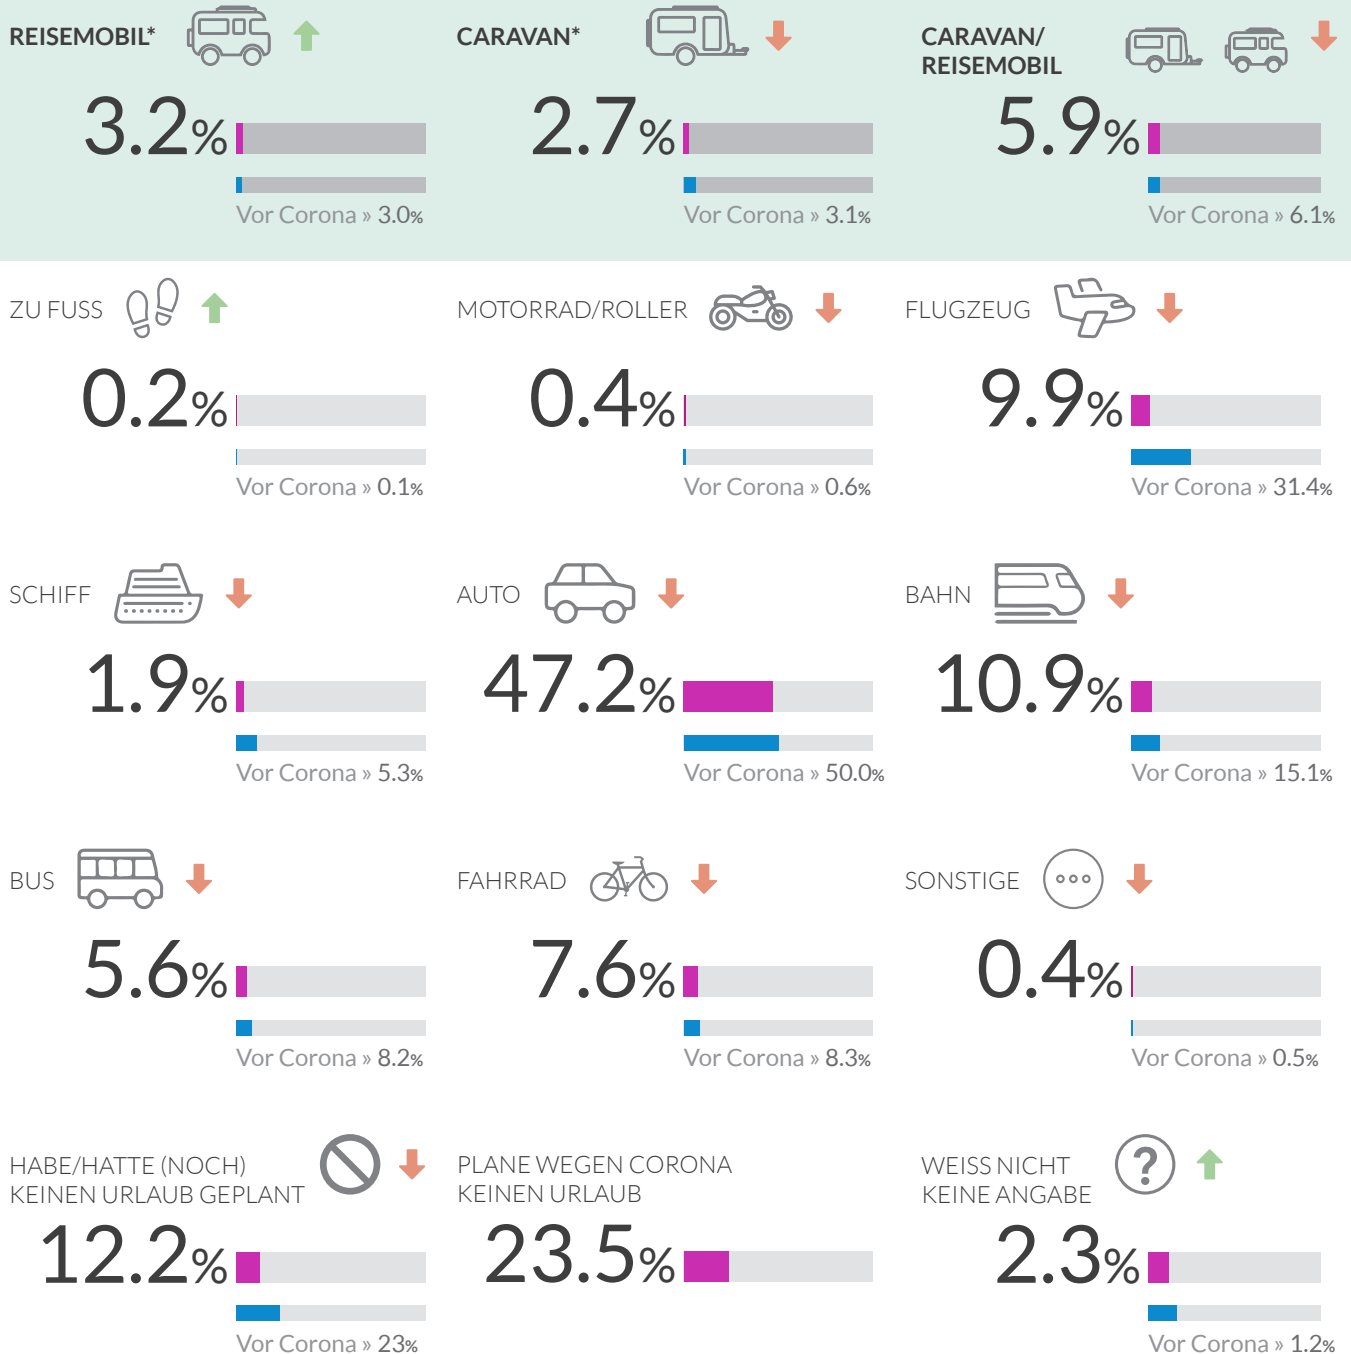 REISEMOBIL*
3.2%
Vor Corona » 3.0%
CARAVAN*
2.7%
Vor Corona » 3.1%
CARAVAN/
REISEMOBIL
5.9%
Vor Corona » 6.1%
ZU FUSS
0.2%
Vor Corona » 0.1%
MOTORRAD/ROLLER
0.4%
Vor Corona » 0.6%
FLUGZEUG
9.9%
Vor Corona » 31.4%
SCHIFF
1.9%
Vor Corona » 5.3%
AUTO
47.2%
Vor Corona » 50.0%
BAHN
10.9%
Vor Corona » 15.1%
BUS
5.6%
Vor Corona » 8.2%
FAHRRAD
7.6%
Vor Corona » 8.3%
SONSTIGE
0.4%
Vor Corona » 0.5%
HABE/HATTE (NOCH)
KEINEN URLAUB GEPLANT
12.2%
Vor Corona » 23%
PLANE WEGEN CORONA
KEINEN URLAUB
23.5%
WEISS NICHT
KEINE ANGABE
?
2.3%
Vor Corona » 1.2%